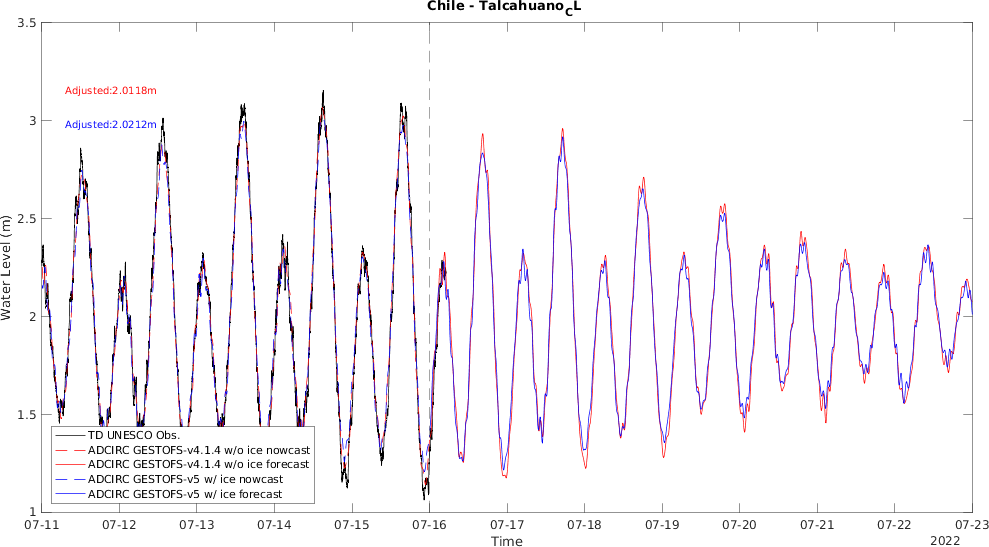 Chile - Talcahuano_CL
3.5
Adjusted:2.0118m
3
Adjusted:2.0212m
2.5
Water Level (m)
2
1.5
TD UNESCO Obs.
ADCIRC GESTOFS-v4.1.4 w/o ice nowcast
ADCIRC GESTOFS-v4.1.4 w/o ice forecast
ADCIRC GESTOFS-v5 w/ ice nowcast
ADCIRC GESTOFS-v5 w/ ice forecast
1
07-11 07-12 07-13 07-14 07-15 07-16 07-17 07-18 07-19 07-20 07-21 07-22 07-23
Time
2022